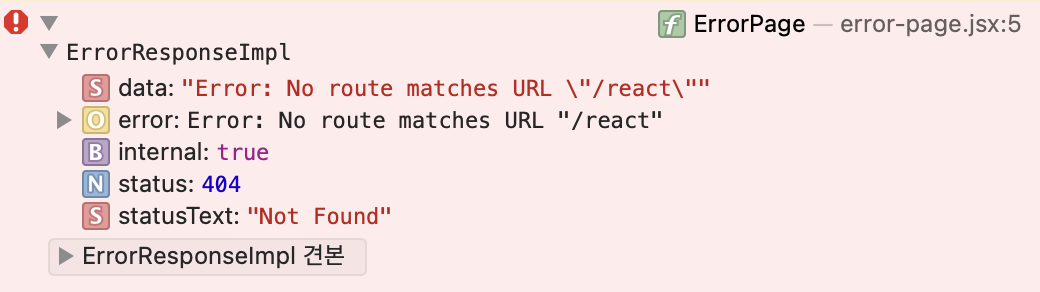 ErrorPage — error-page.jsx:5
ErrorResponseImpl
S data: "Error: No route matches URL \"/react\""
O error: Error: No route matches URL "/react"
B internal: true
N status: 404
S statusText: "Not Found"
ErrorResponseImpl 견본